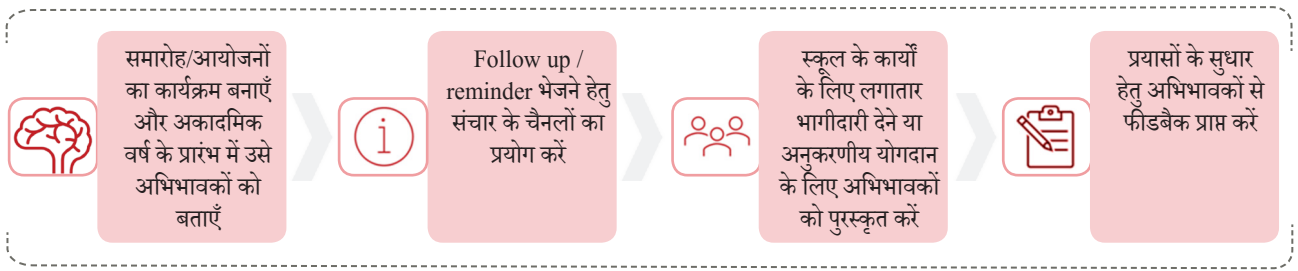 समारोह/आयोजनों
का कार्यक्रम बनाएँ
और अकादमिक
वर्ष के प्रारंभ में उसे
अभिभावकों को
बताएँ
Follow up /
reminder भेजने हेतु
संचार के चैनलों का
प्रयोग करें
स्कूल के कार्यों
के लिए लगातार
भागीदारी देने या
अनुकरणीय योगदान
के लिए अभिभावकों
को पुरस्कृत करें
प्रयासों के सुधार
हेतु अभिभावकों से
फीडबैक प्राप्त करें